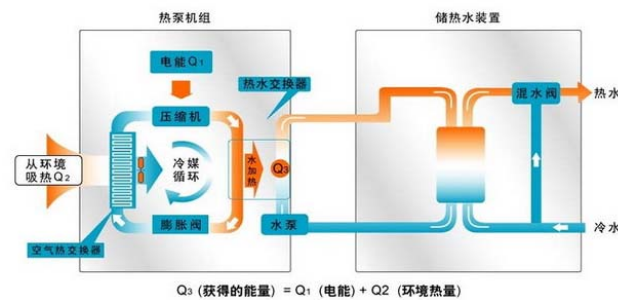 热泵机组
储热水装置
电能Q₁
热水交换器
压缩机
混水阀
热水
从环境
吸热Q₂
冷媒
循环
水加热
Q₃
膨胀阀
水泵
冷水
空气热交换器
Q₃ (获得的能量) = Q₁ (电能) + Q2 (环境热量)